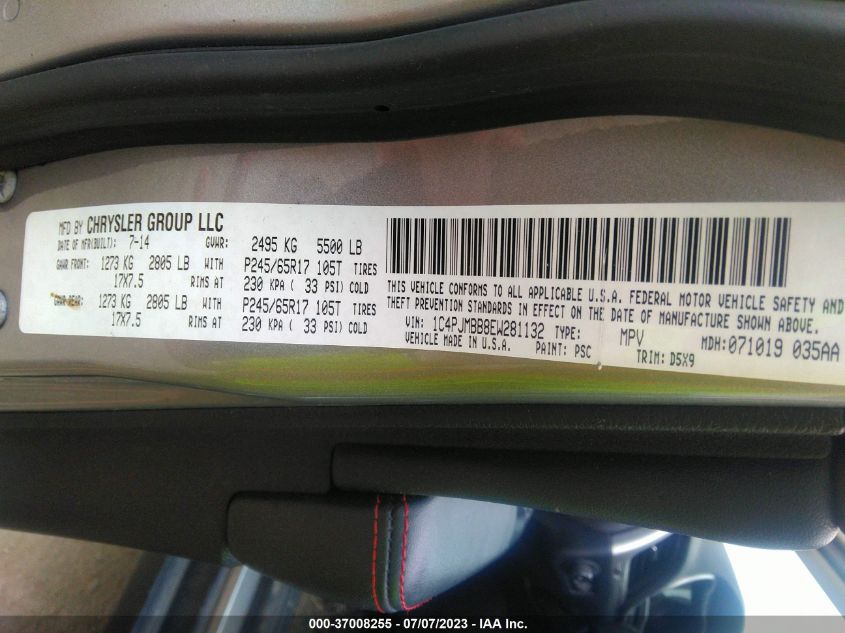 MFD BY CHRYSLER GROUP LLC
DATE OF MFR(BUILT): 7-14 GVWR: 2495 KG 5500 LB
GAWR FRONT: 1273 KG 2805 LB WITH P245/65R17 105T TIRES
17X7.5 RIMS AT 230 KPA ( 33 PSI) COLD
GAWR REAR: 1273 KG 2805 LB WITH P245/65R17 105T TIRES
17X7.5 RIMS AT 230 KPA ( 33 PSI) COLD
THIS VEHICLE CONFORMS TO ALL APPLICABLE U.S.A. FEDERAL MOTOR VEHICLE SAFETY AND
THEFT PREVENTION STANDARDS IN EFFECT ON THE DATE OF MANUFACTURE SHOWN ABOVE.
VIN: 1C4PJMBB8EW281132 TYPE: MPV MDH:071019 035AA
VEHICLE MADE IN U.S.A. PAINT: PSC TRIM: D5X9
000-37008255 - 07/07/2023 - IAA Inc.